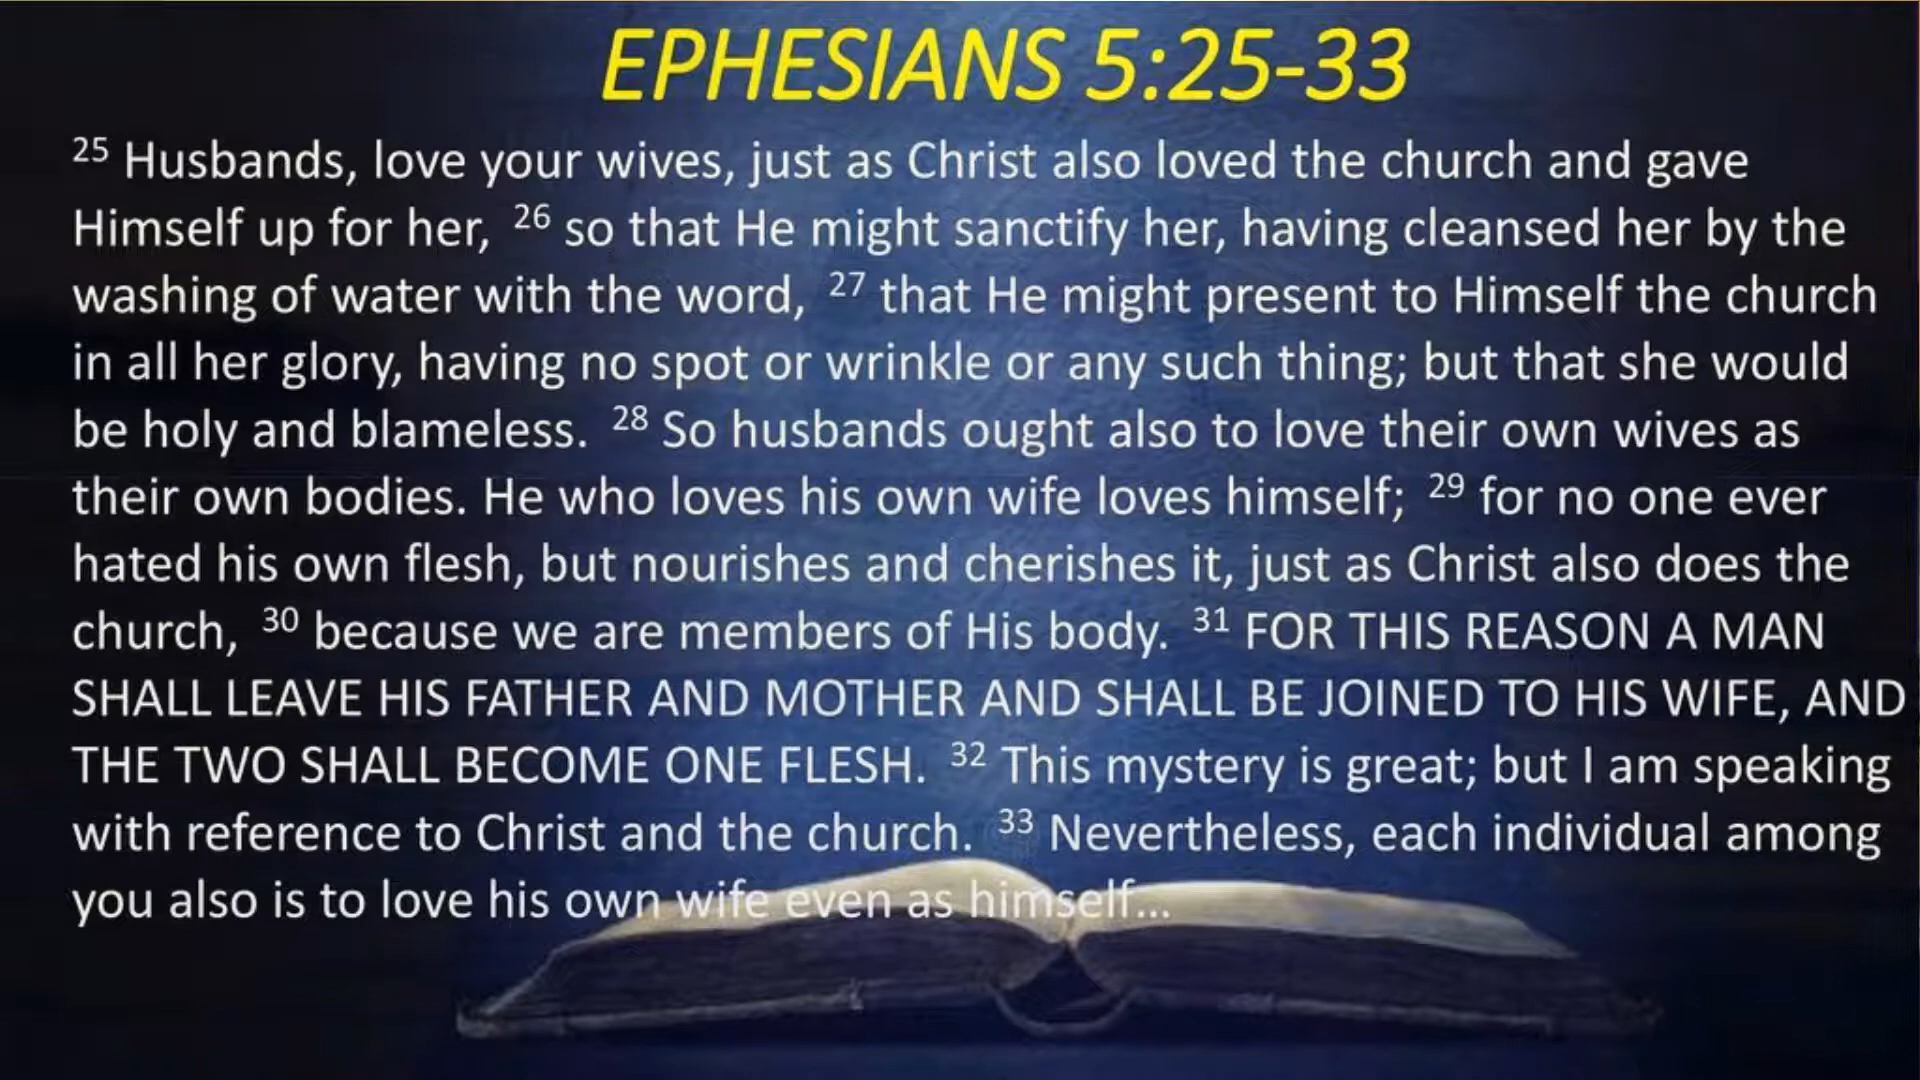 EPHESIANS 5:25-33
25 Husbands, love your wives, just as Christ also loved the church and gave
Himself up for her, 26 so that He might sanctify her, having cleansed her by the
washing of water with the word, 27 that He might present to Himself the church
in all her glory, having no spot or wrinkle or any such thing; but that she would
be holy and blameless. 28 So husbands ought also to love their own wives as
their own bodies. He who loves his own wife loves himself; 29 for no one ever
hated his own flesh, but nourishes and cherishes it, just as Christ also does the
church, 30 because we are members of His body. 31 FOR THIS REASON A MAN
SHALL LEAVE HIS FATHER AND MOTHER AND SHALL BE JOINED TO HIS WIFE, AND
THE TWO SHALL BECOME ONE FLESH. 32 This mystery is great; but I am speaking
with reference to Christ and the church. 33 Nevertheless, each individual among
you also is to love his own wife even as himself...